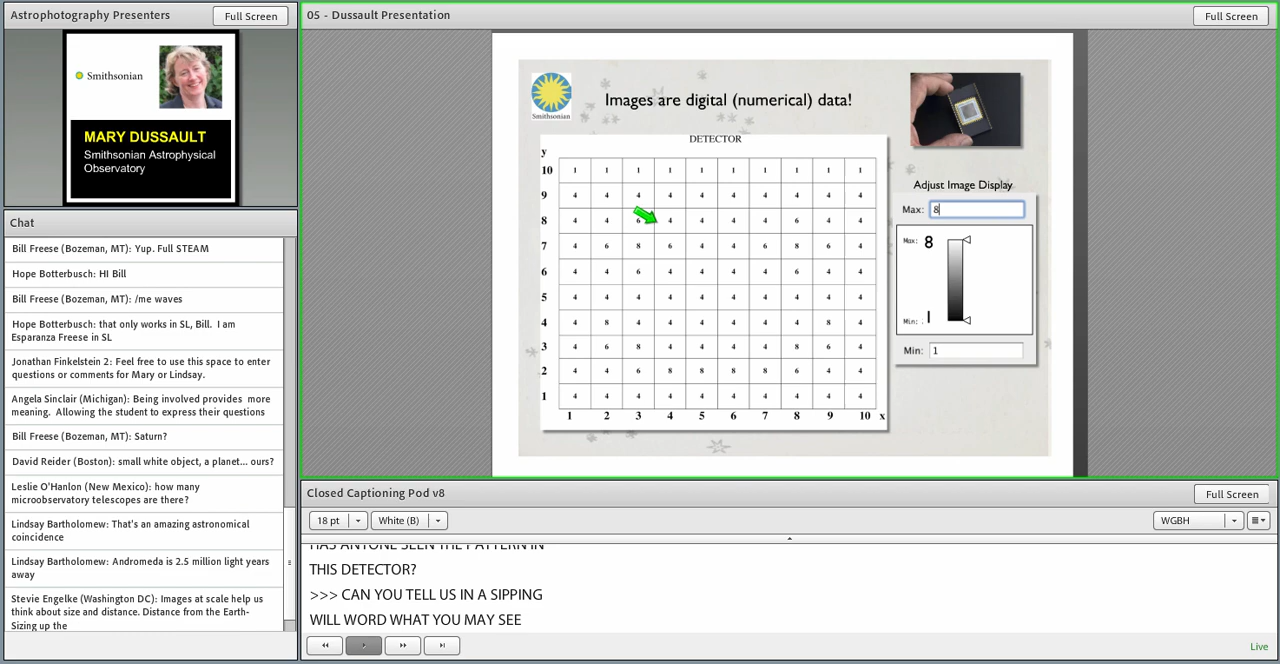 Astrophotography Presenters
Full Screen
Smithsonian
MARY DUSSAULT
Smithsonian Astrophysical
Observatory
Chat
Bill Freese (Bozeman, MT): Yup. Full STEAM
Hope Botterbusch: HI Bill
Bill Freese (Bozeman, MT): /me waves
Hope Botterbusch: that only works in SL, Bill. I am
Esparanza Freese in SL
Jonathan Finkelstein 2: Feel free to use this space to enter
questions or comments for Mary or Lindsay.
Angela Sinclair (Michigan): Being involved provides more
meaning. Allowing the student to express their questions
Bill Freese (Bozeman, MT): Saturn?
David Reider (Boston): small white object, a planet... ours?
Leslie O'Hanlon (New Mexico): how many
microobservatory telescopes are there?
Lindsay Bartholomew: That's an amazing astronomical
coincidence
Lindsay Bartholomew: Andromeda is 2.5 million light years
away
Stevie Engelke (Washington DC): Images at scale help us
think about size and distance. Distance from the Earth-
Sizing up the
05 - Dussault Presentation
Full Screen
Smithsonian
Images are digital (numerical) data!
DETECTOR
y
10 1 1 1 1 1 1 1 1 1 1
9 4 4 4 4 4 4 4 4 4 4
8 4 4 6 4 4 4 4 6 4 4
7 4 6 8 6 4 4 6 8 6 4
6 4 4 6 4 4 4 4 6 4 4
5 4 4 4 4 4 4 4 4 4 4
4 4 8 4 4 4 4 4 4 8 4
3 4 6 8 4 4 4 4 8 6 4
2 4 4 6 8 8 8 8 6 4 4
1 4 4 4 4 4 4 4 4 4 4
1 2 3 4 5 6 7 8 9 10 x
Adjust Image Display
Max: 8
Max: 8
Min: 1
Min: 1
Closed Captioning Pod v8
Full Screen
18 pt
White (B)
WGBH
HAS ANYONE SEEN THE PATTERN IN
THIS DETECTOR?
>>> CAN YOU TELL US IN A SIPPING
WILL WORD WHAT YOU MAY SEE
Live